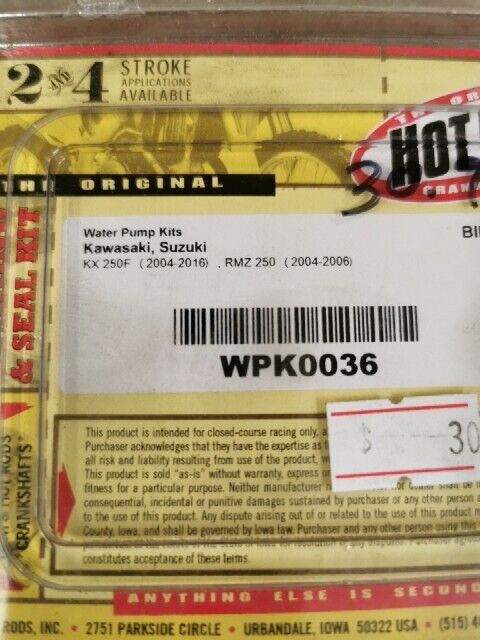 2 and 4 STROKE
APPLICATIONS
AVAILABLE
THE ORIGINAL
HOT
CRANK
30.
& SEAL KIT
Water Pump Kits
Kawasaki, Suzuki
KX 250F (2004-2016) , RMZ 250 (2004-2006)
WPK0036
$ 30
HOT RODS
CRANKSHAFTS
This product is intended for closed-course racing only,
Purchaser acknowledges that they have the expertise as
all risk and liability resulting from use of the product,
This product is sold "as-is" without warranty, express or
fitness for a particular purpose. Neither manufacturer
consequential, incidental or punitive damages sustained by purchaser or any other person
to the use of this product. Any dispute arising out of or related to the use of this product
County, Iowa, and shall be governed by Iowa law. Purchaser and any other person using this
constitutes acceptance of these terms.
ANYTHING ELSE IS SECOND
RODS, INC. • 2751 PARKSIDE CIRCLE • URBANDALE, IOWA 50322 USA • (515)